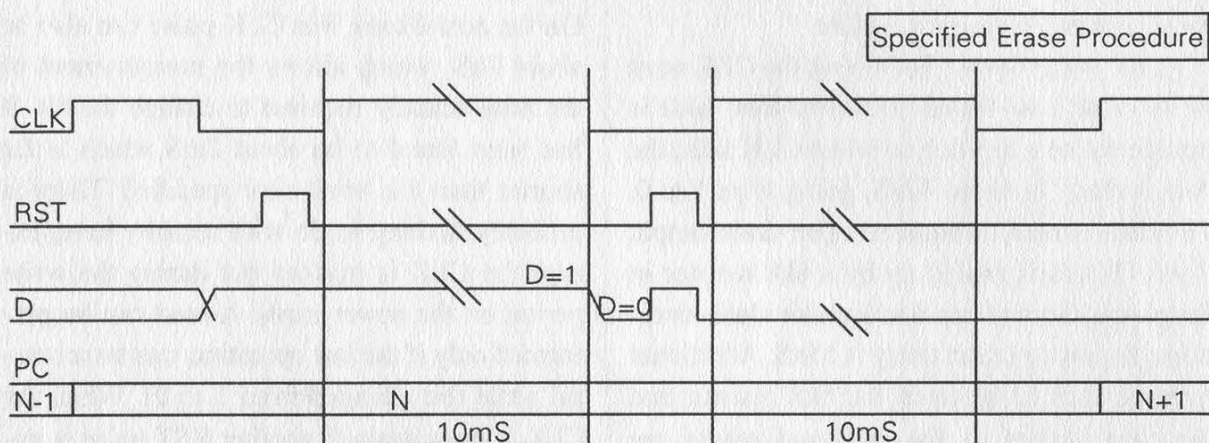 Specified Erase Procedure
CLK
RST
D
D=1
D=0
PC
N-1
N
N+1
10mS
10mS